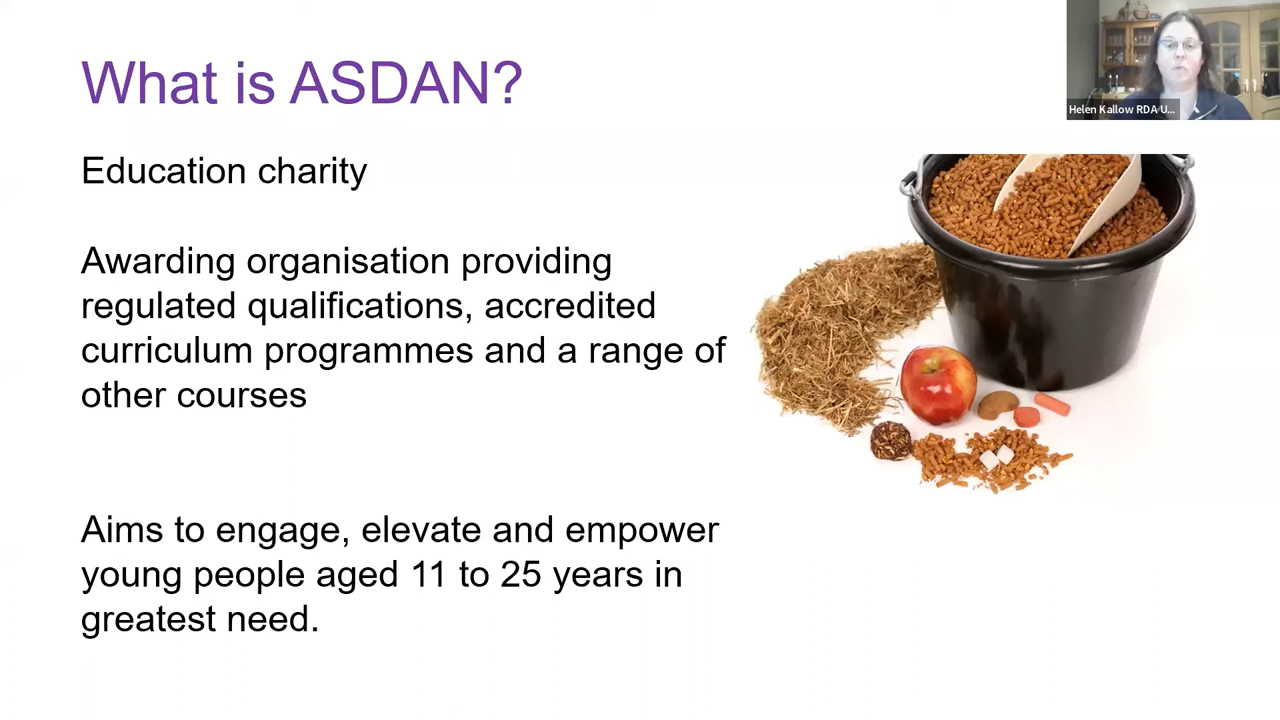 What is ASDAN?
Helen Kallow RDA U...
Education charity
Awarding organisation providing
regulated qualifications, accredited
curriculum programmes and a range of
other courses
Aims to engage, elevate and empower
young people aged 11 to 25 years in
greatest need.